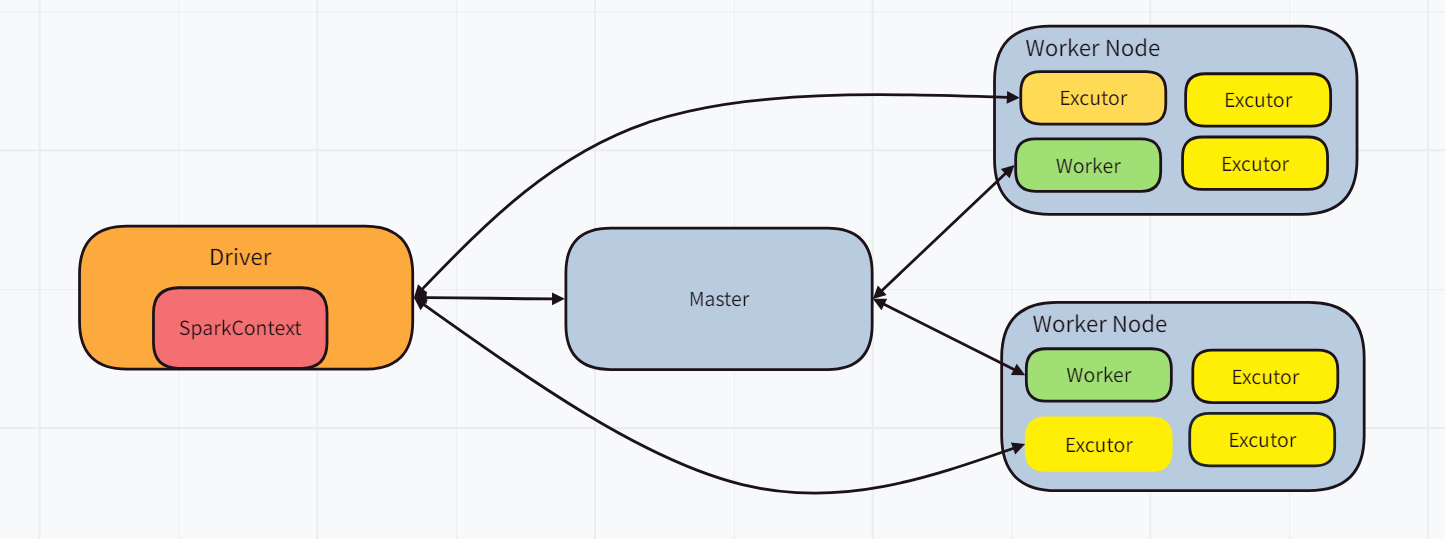 Worker Node
Excutor
Excutor
Worker
Excutor
Driver
SparkContext
Master
Worker Node
Worker
Excutor
Excutor
Excutor